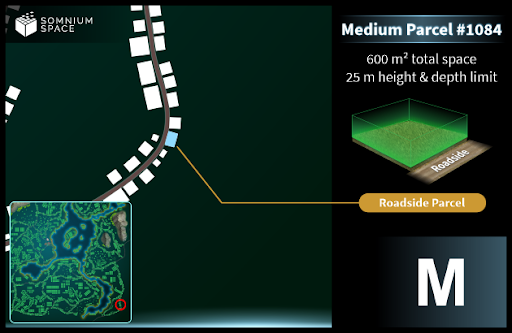 SOMNIUM
SPACE
Medium Parcel #1084
600 m² total space
25 m height & depth limit
Roadside
Roadside Parcel
M